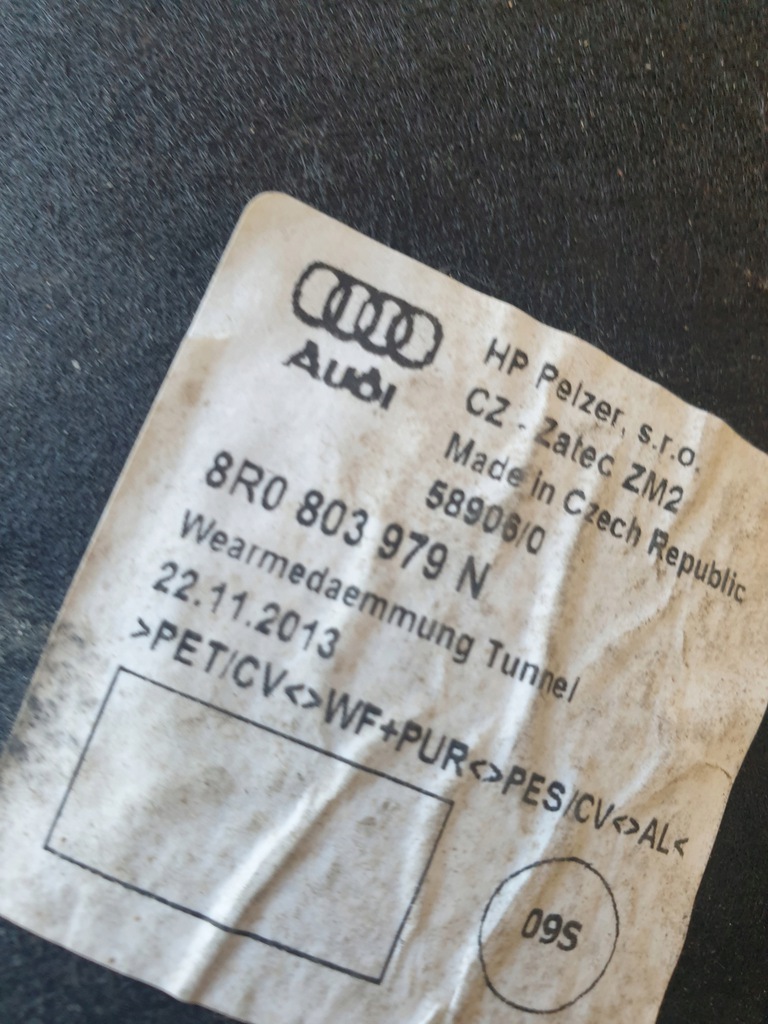 Audi
HP Pelzer, s.r.o.
CZ - Zatec ZM2
Made in Czech Republic
58906/0
8R0 803 979 N
Wearmedaemmung Tunnel
22.11.2013
>PET/CV<>WF+PUR<>PES/CV<>AL<
09S